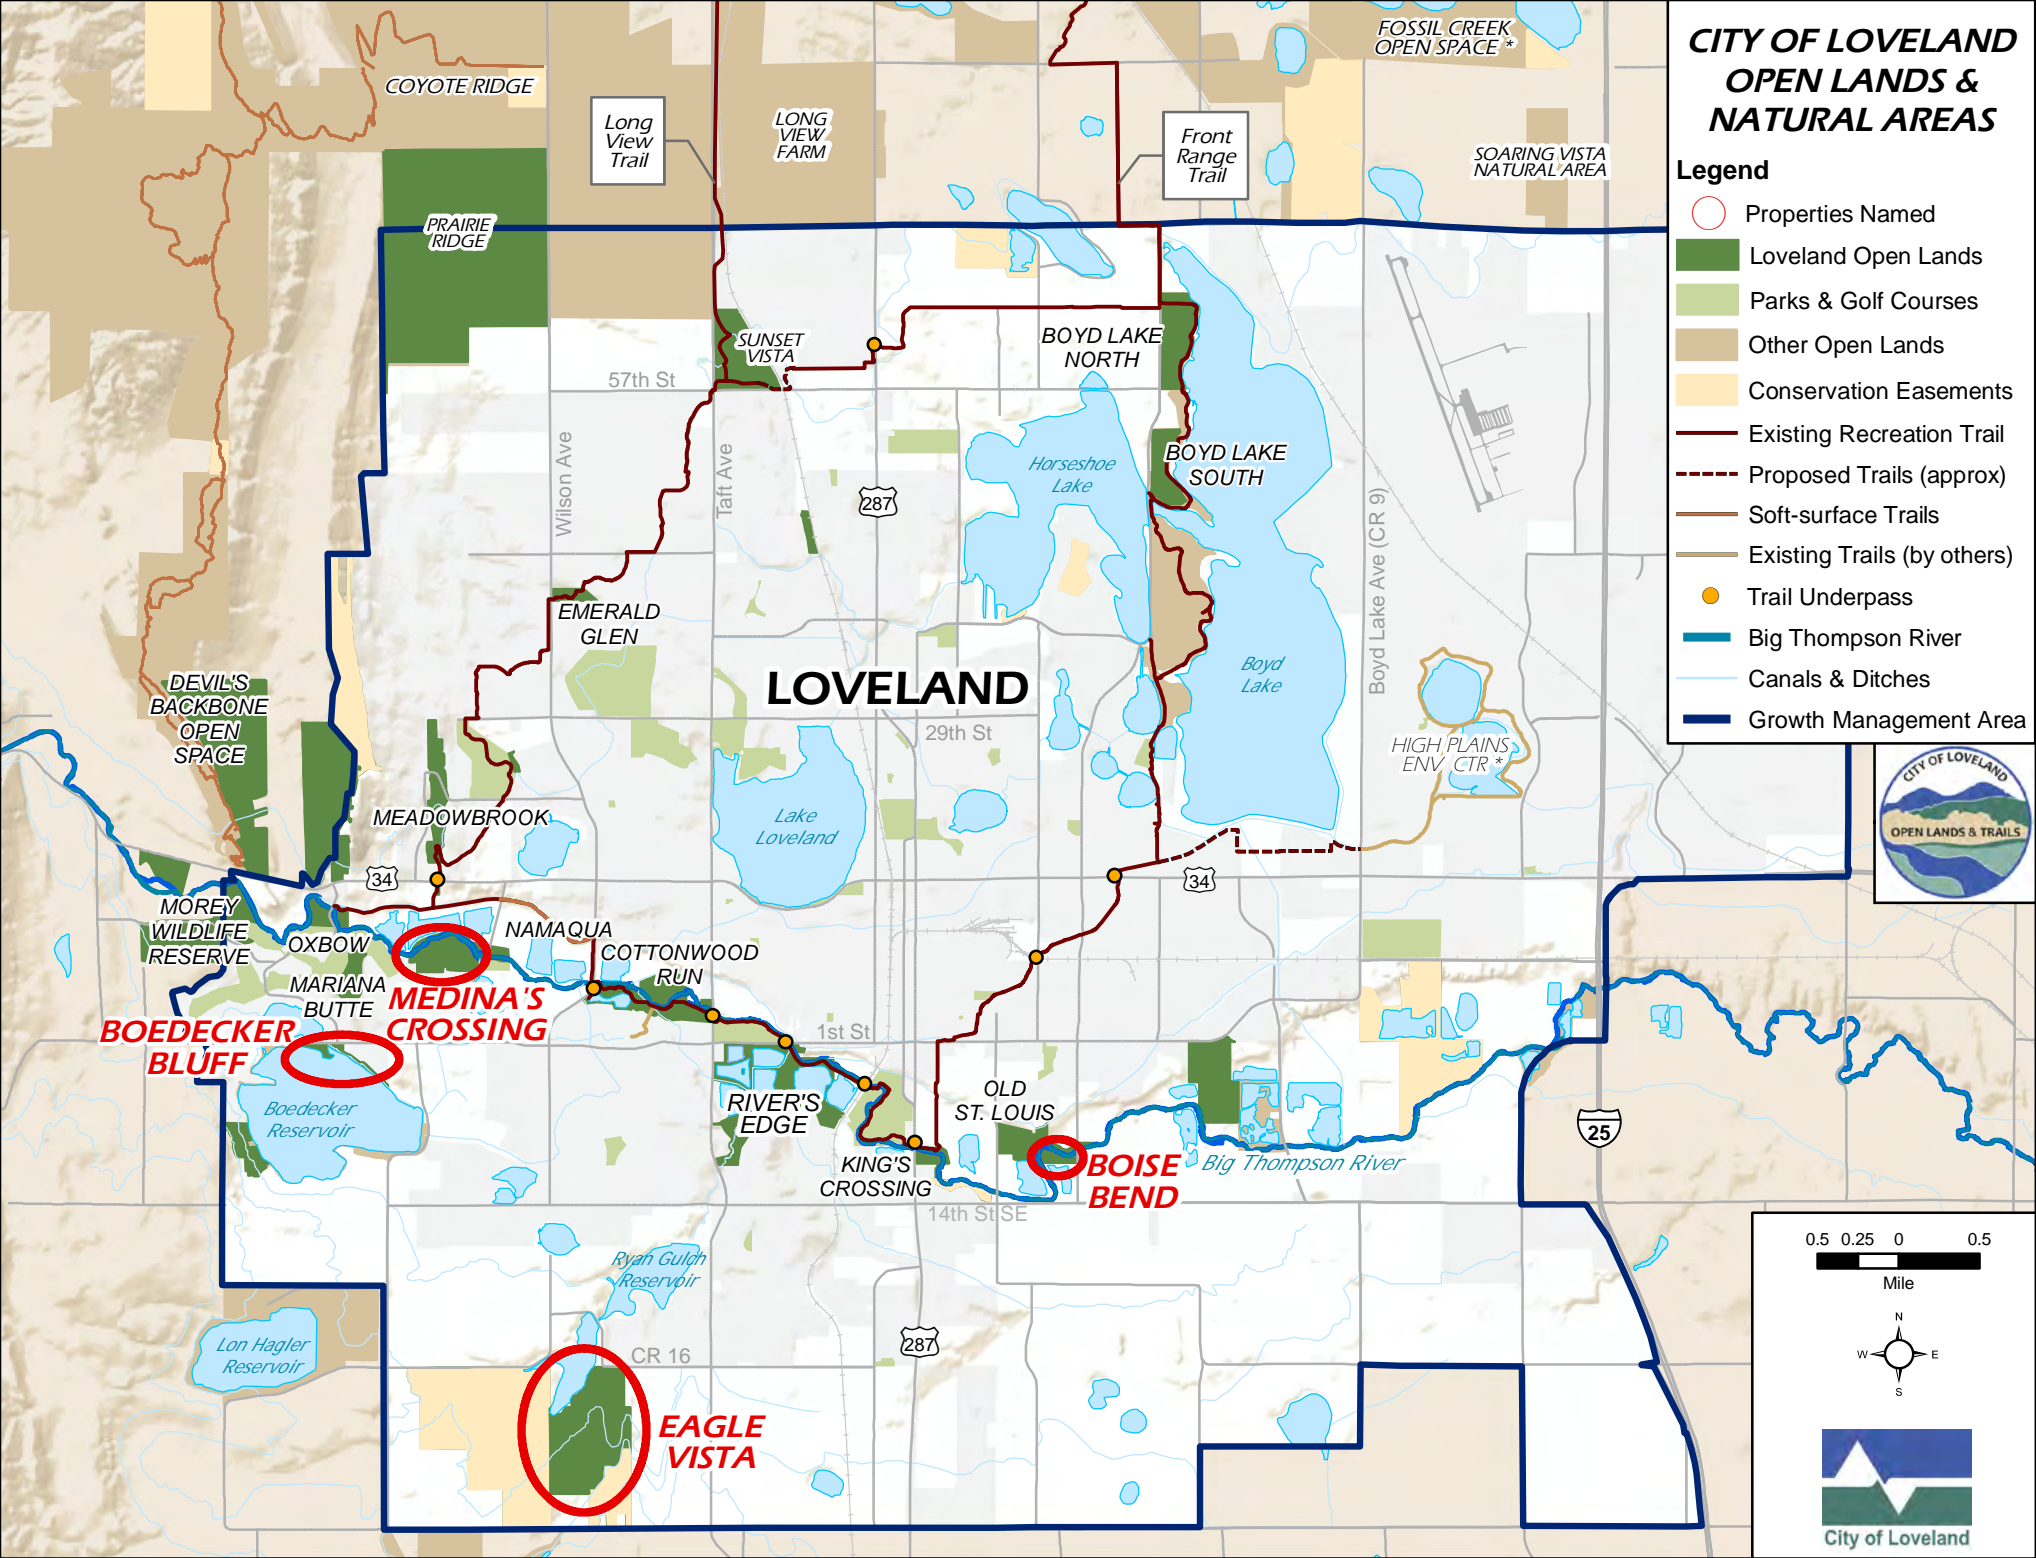 CITY OF LOVELAND
OPEN LANDS &
NATURAL AREAS
Legend
Properties Named
Loveland Open Lands
Parks & Golf Courses
Other Open Lands
Conservation Easements
Existing Recreation Trail
Proposed Trails (approx)
Soft-surface Trails
Existing Trails (by others)
Trail Underpass
Big Thompson River
Canals & Ditches
Growth Management Area
CITY OF LOVELAND
OPEN LANDS & TRAILS
FOSSIL CREEK
OPEN SPACE *
COYOTE RIDGE
Long
View
Trail
LONG
VIEW
FARM
Front
Range
Trail
SOARING VISTA
NATURAL AREA
PRAIRIE
RIDGE
SUNSET
VISTA
BOYD LAKE
NORTH
57th St
Wilson Ave
Taft Ave
287
Horseshoe
Lake
BOYD LAKE
SOUTH
Boyd Lake Ave (CR 9)
EMERALD
GLEN
LOVELAND
Boyd
Lake
DEVIL'S
BACKBONE
OPEN
SPACE
29th St
HIGH PLAINS
ENV CTR *
MEADOWBROOK
Lake
Loveland
34
34
MOREY
WILDLIFE
RESERVE
OXBOW
NAMAQUA
COTTONWOOD
RUN
MARIANA
BUTTE
MEDINA'S
CROSSING
BOEDECKER
BLUFF
1st St
Boedecker
Reservoir
RIVER'S
EDGE
OLD
ST. LOUIS
KING'S
CROSSING
BOISE
BEND
Big Thompson River
25
14th St SE
Ryan Gulch
Reservoir
Lon Hagler
Reservoir
287
CR 16
EAGLE
VISTA
0.5 0.25 0 0.5
Mile
N
W E
S
City of Loveland